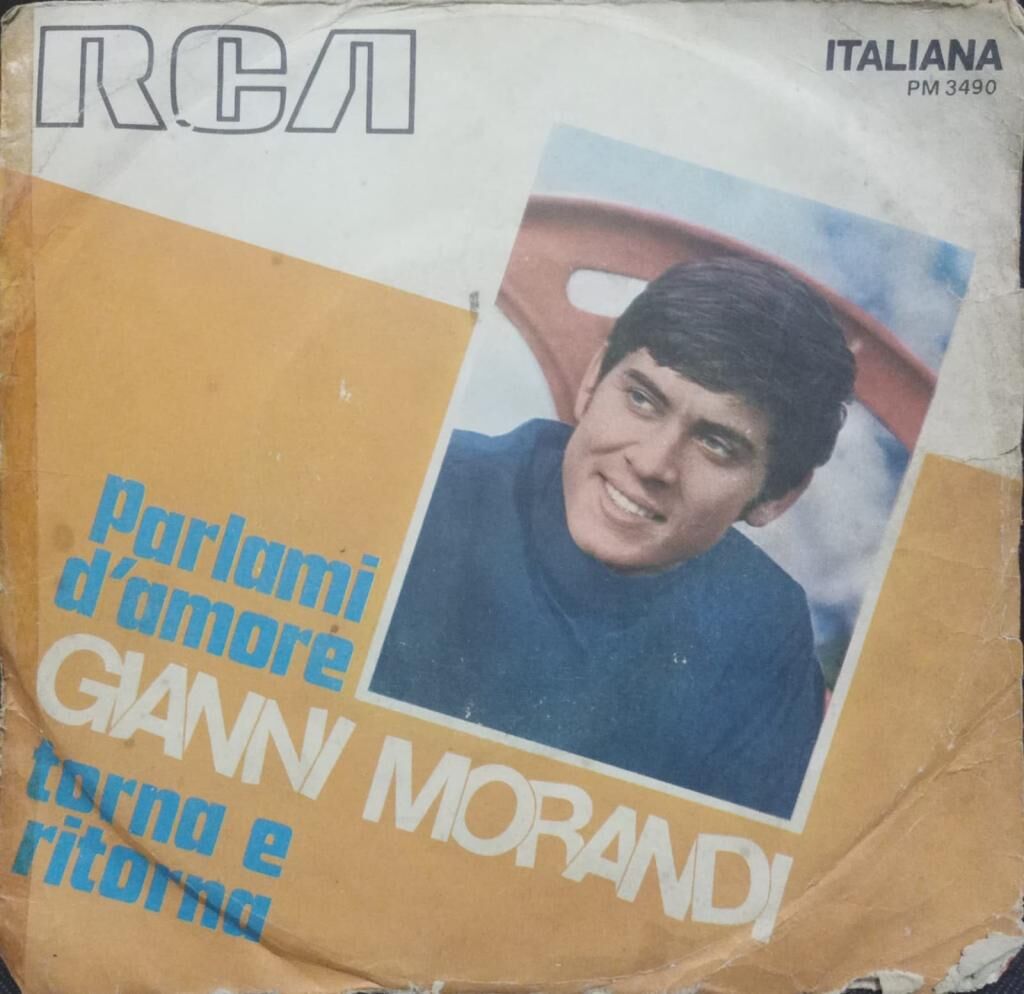 RCA
ITALIANA
PM 3490
Parlami
d'amore
GIANNI MORANDI
torna e
ritorna